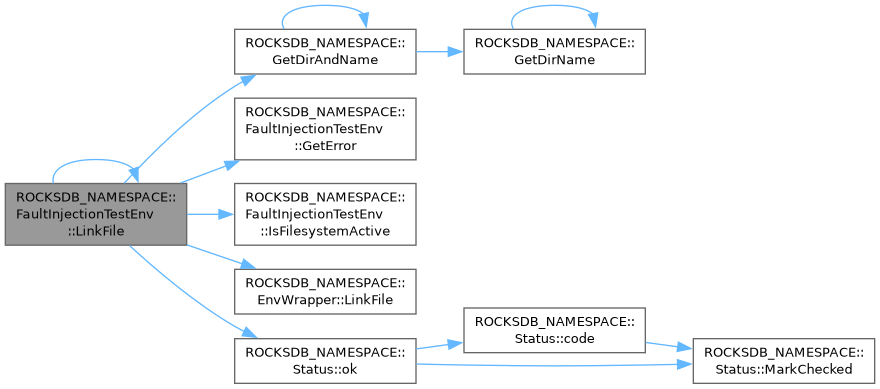 ROCKSDB_NAMESPACE::
GetDirAndName
ROCKSDB_NAMESPACE::
GetDirName
ROCKSDB_NAMESPACE::
FaultInjectionTestEnv
::GetError
ROCKSDB_NAMESPACE::
FaultInjectionTestEnv
::LinkFile
ROCKSDB_NAMESPACE::
FaultInjectionTestEnv
::IsFilesystemActive
ROCKSDB_NAMESPACE::
EnvWrapper::LinkFile
ROCKSDB_NAMESPACE::
Status::ok
ROCKSDB_NAMESPACE::
Status::code
ROCKSDB_NAMESPACE::
Status::MarkChecked